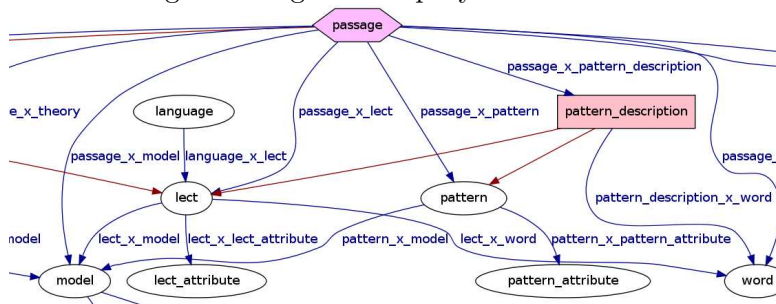 passage
passage_x_pattern_description
e_x_theory
language
passage_x_lect
passage_x_pattern
pattern_description
passage_x_model
language_x_lect
passage_
lect
pattern
pattern_description_x_word
model
lect_x_model
lect_x_lect_attribute
pattern_x_model
lect_x_word
pattern_x_pattern_attribute
model
lect_attribute
pattern_attribute
word